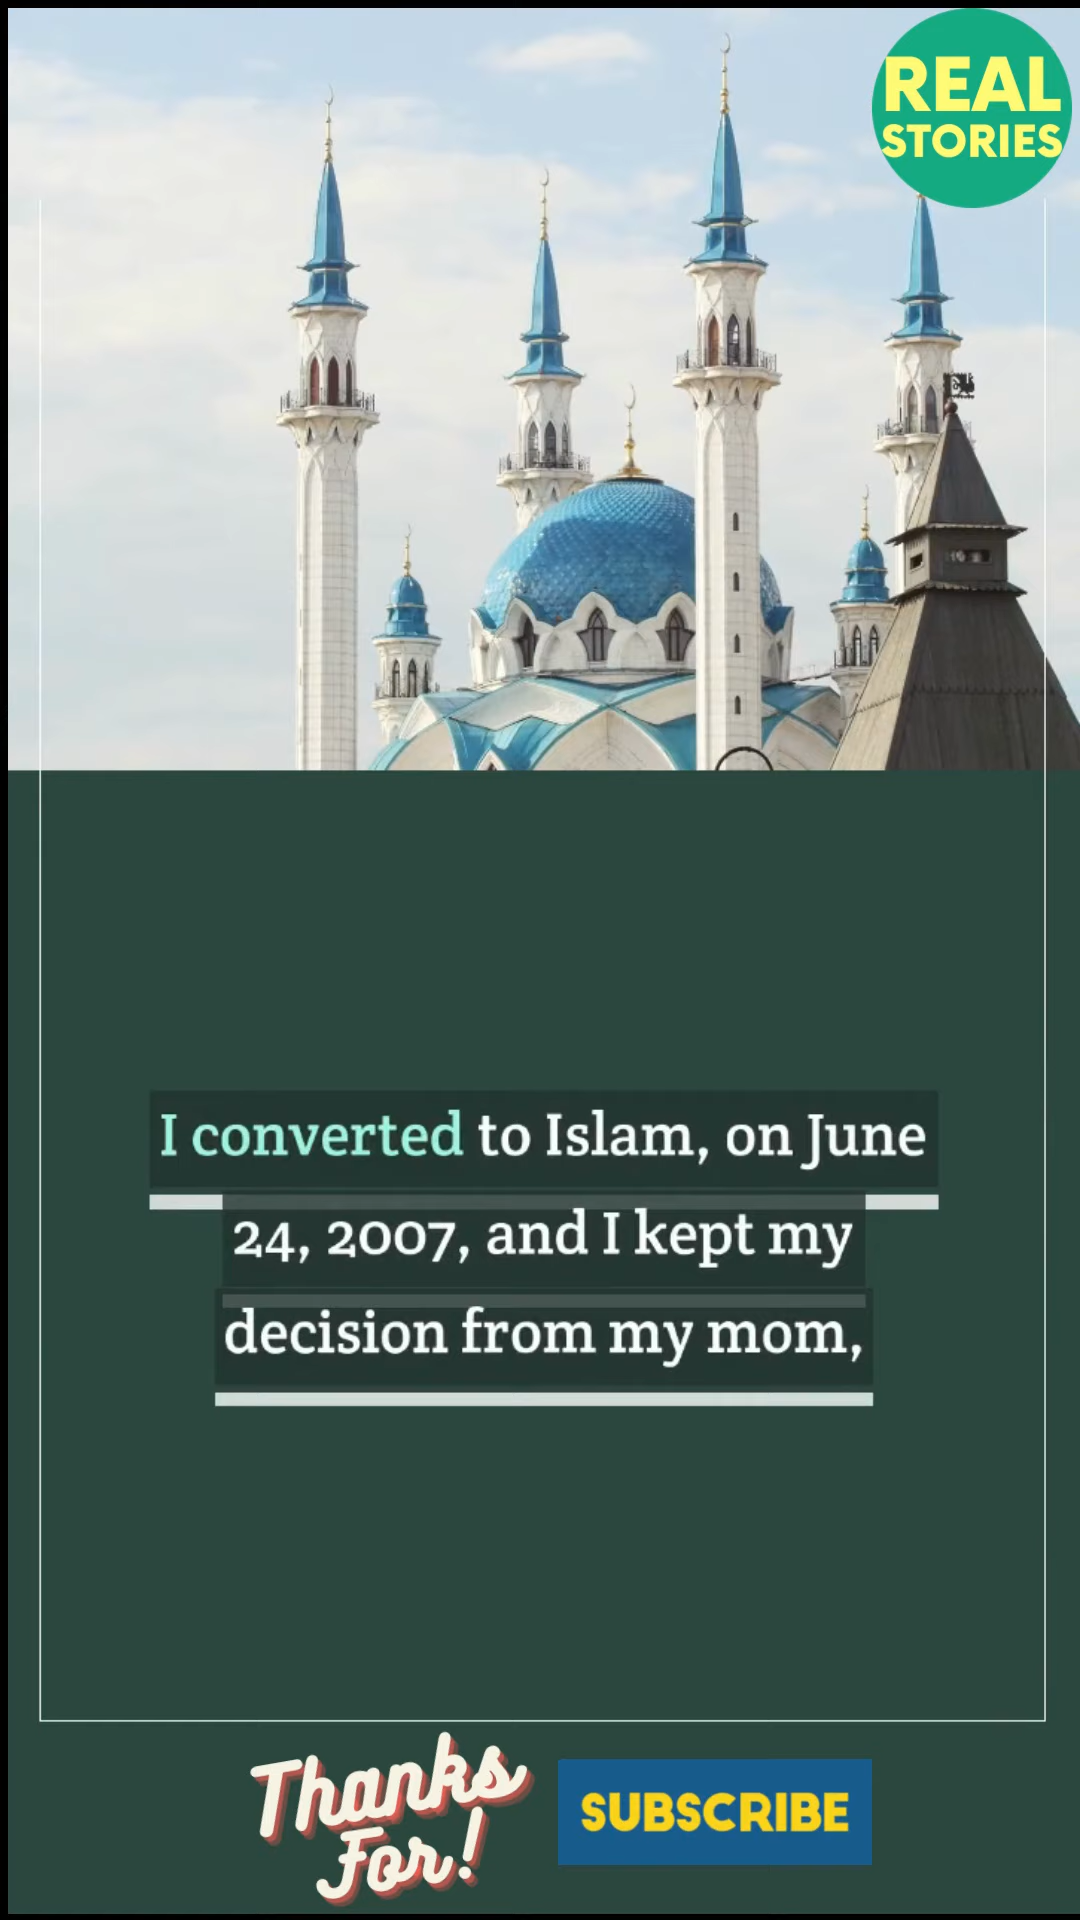 REAL
STORIES
I converted to Islam, on June
24, 2007, and I kept my
decision from my mom,
Thanks
For!
SUBSCRIBE